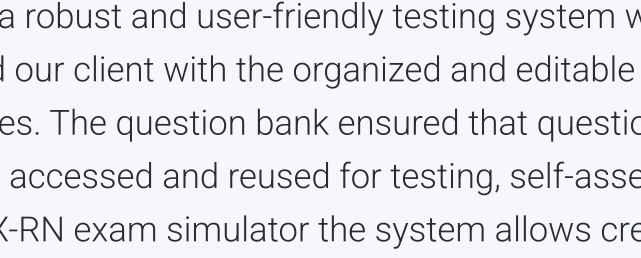 a robust and user-friendly testing system
our client with the organized and editable
es. The question bank ensured that questio
accessed and reused for testing, self-asse
X-RN exam simulator the system allows cre